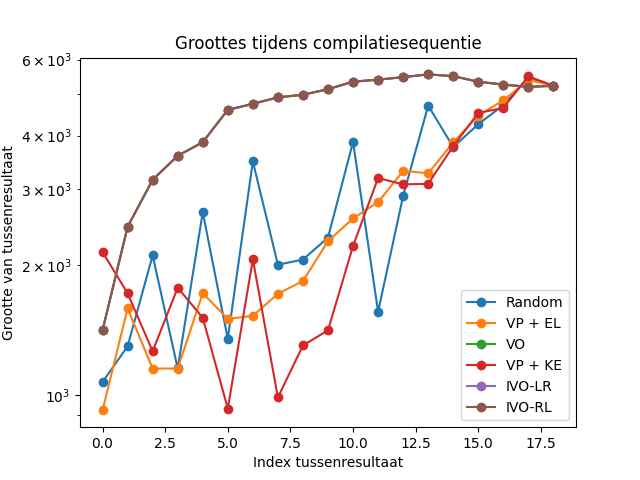 Groottes tijdens compilatiesequentie
Grootte van tussenresultaat
6 × 10³
4 × 10³
3 × 10³
2 × 10³
10³
0.0 2.5 5.0 7.5 10.0 12.5 15.0 17.5
Index tussenresultaat
Random
VP + EL
VO
VP + KE
IVO-LR
IVO-RL